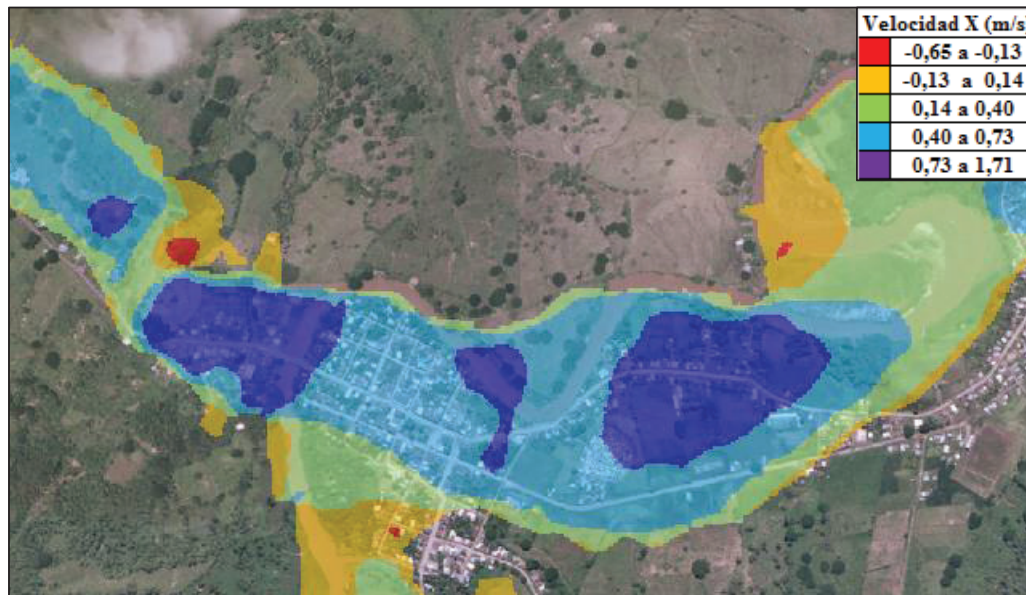 Velocidad X (m/s)
-0,65 a -0,13
-0,13 a 0,14
0,14 a 0,40
0,40 a 0,73
0,73 a 1,71